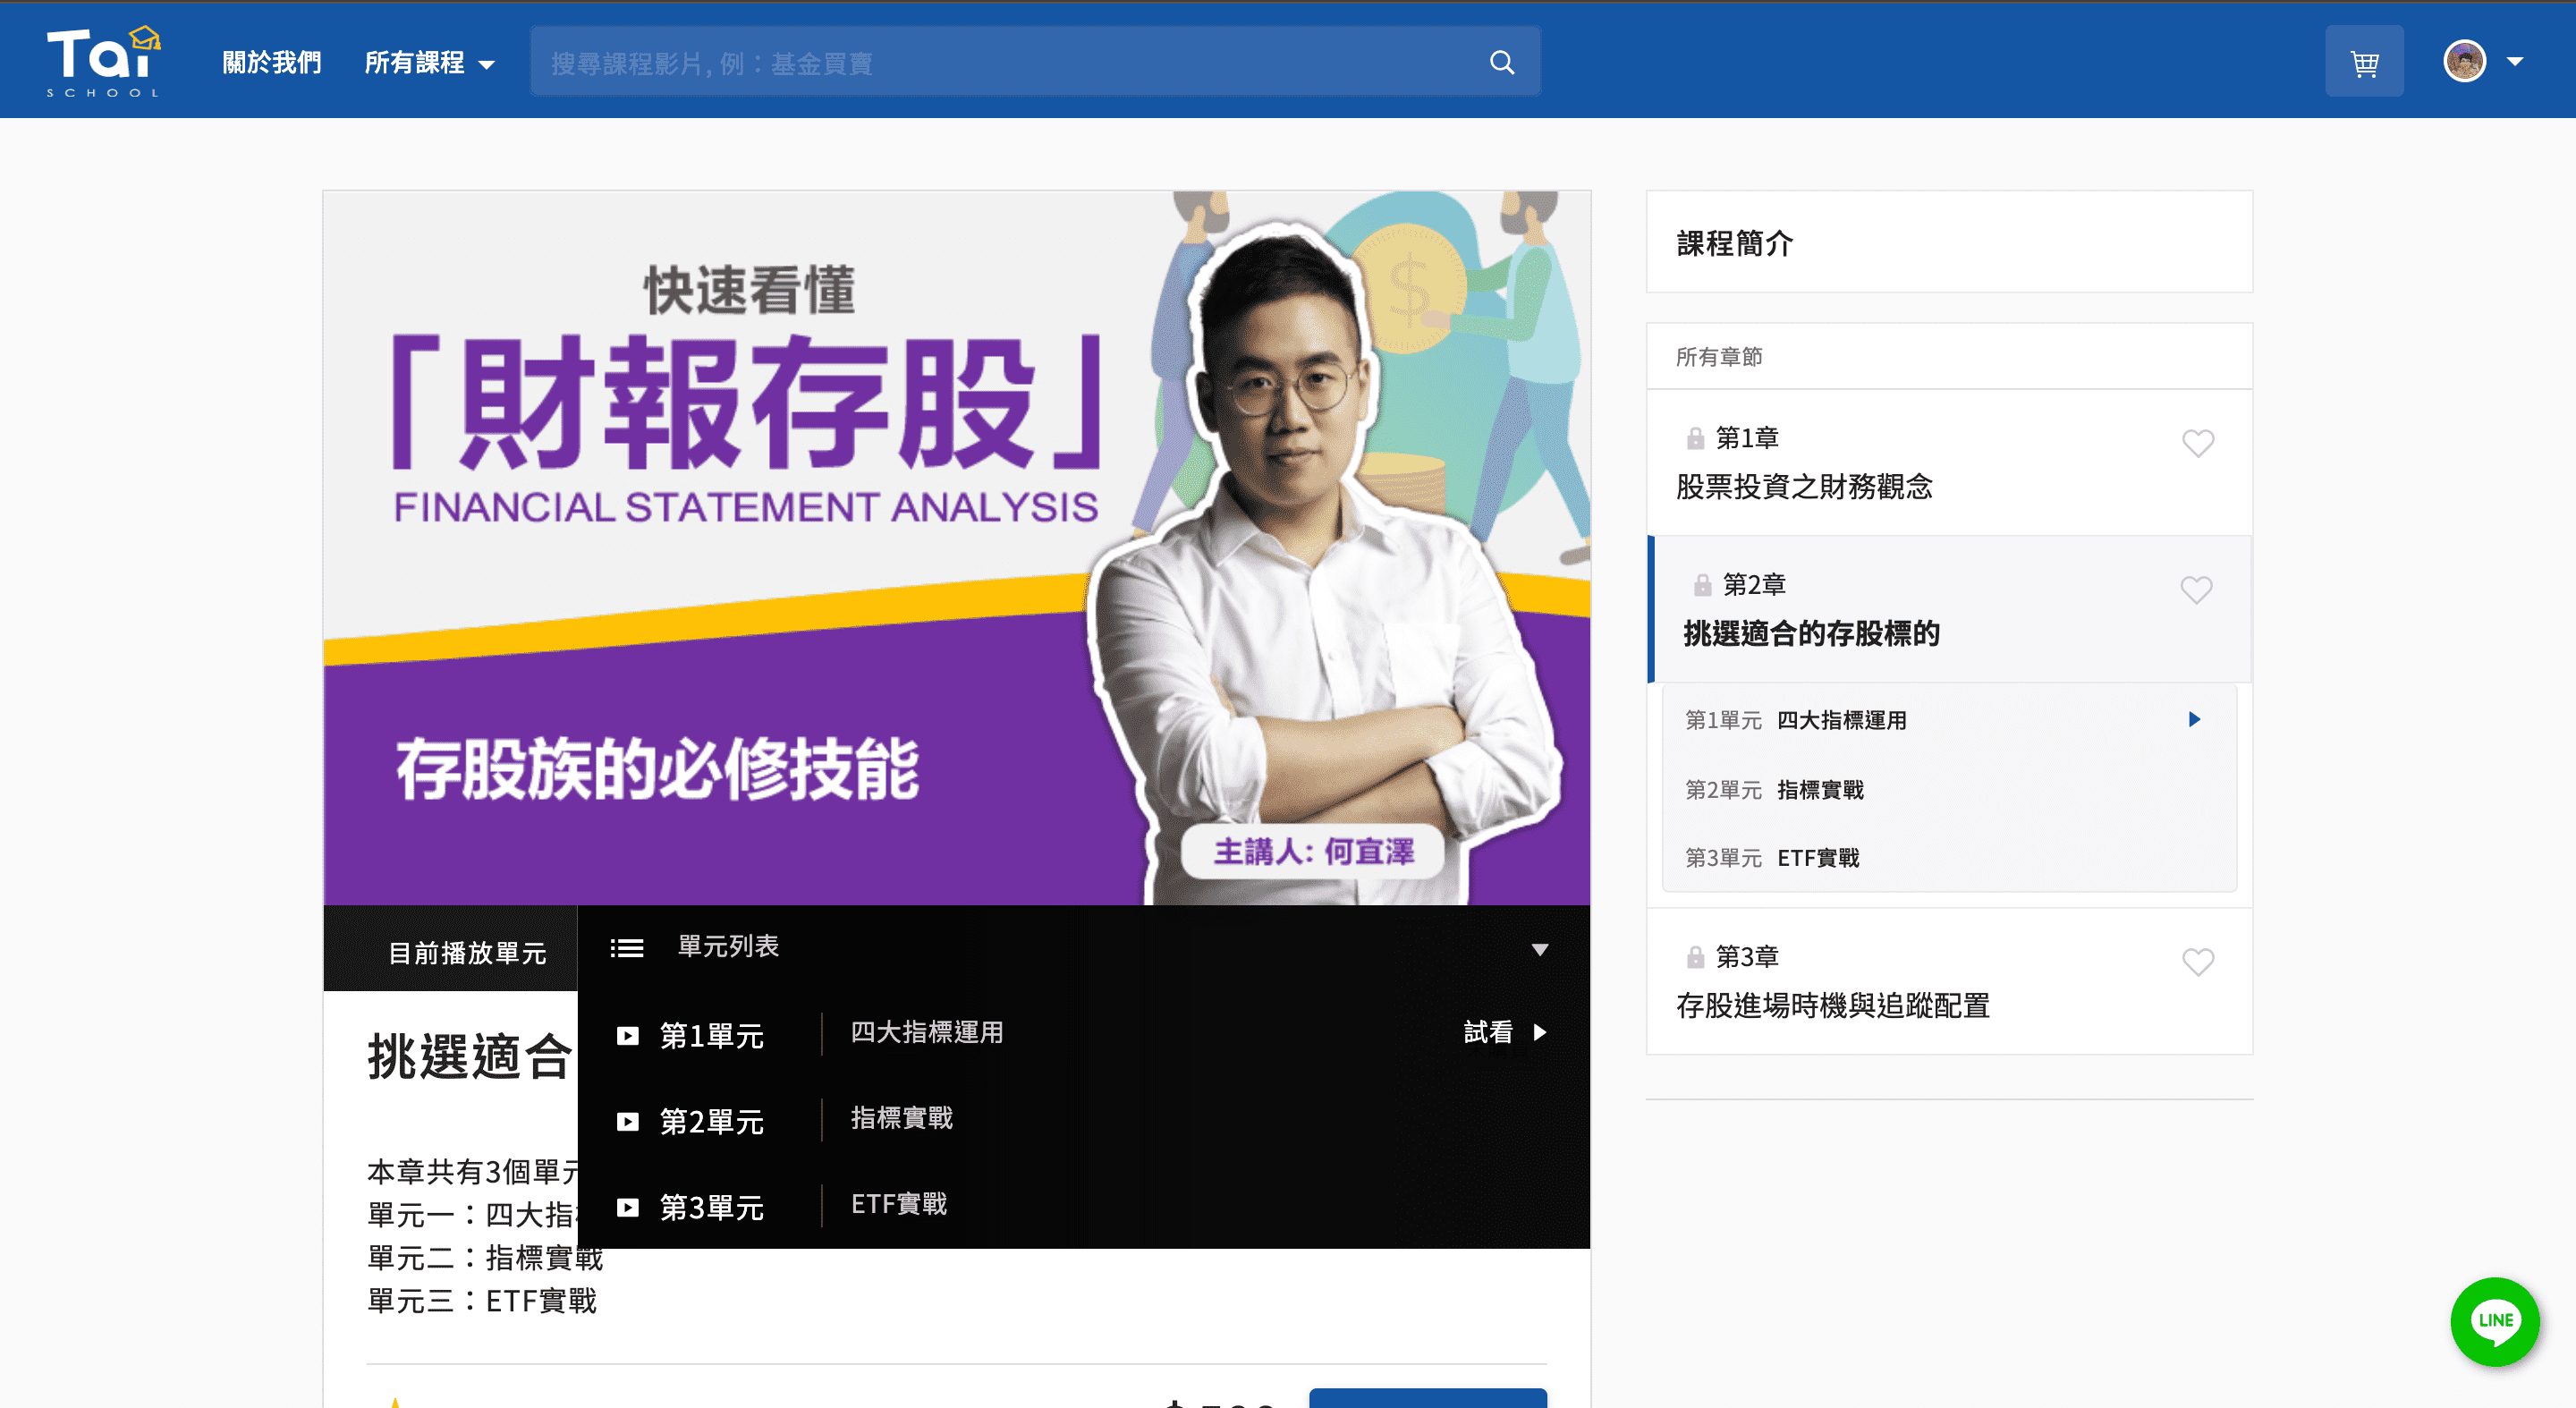 Tai
SCHOOL
關於我們
所有課程
搜尋課程影片, 例：基金買賣
快速看懂
「財報存股」
FINANCIAL STATEMENT ANALYSIS
存股族的必修技能
主講人: 何宜澤
目前播放單元
單元列表
第1單元 四大指標運用 試看
第2單元 指標實戰
第3單元 ETF實戰
挑選適合
本章共有3個單元
單元一：四大指
單元二：指標實戰
單元三：ETF實戰
課程簡介
所有章節
第1章
股票投資之財務觀念
第2章
挑選適合的存股標的
第1單元 四大指標運用
第2單元 指標實戰
第3單元 ETF實戰
第3章
存股進場時機與追蹤配置
LINE